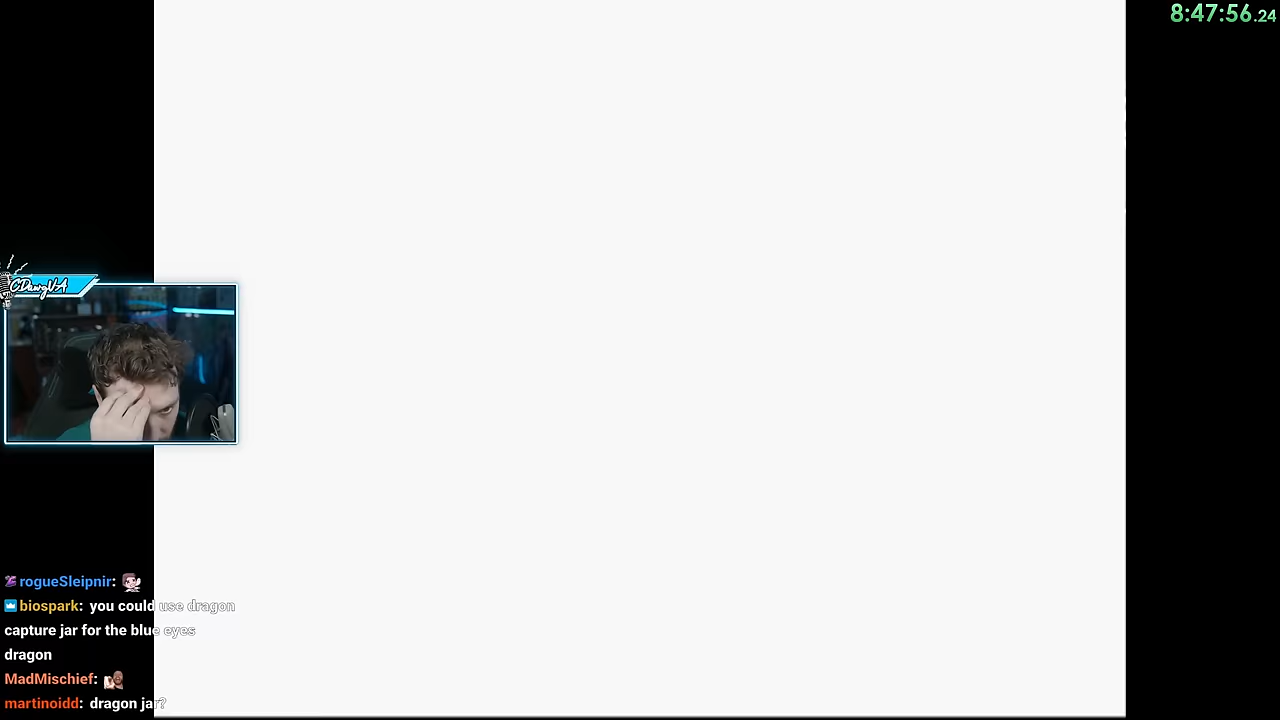 8:47:56.24
CDawgVA
rogueSleipnir:
biospark: you could use dragon
capture jar for the blue eyes
dragon
MadMischief:
martinoidd: dragon jar?